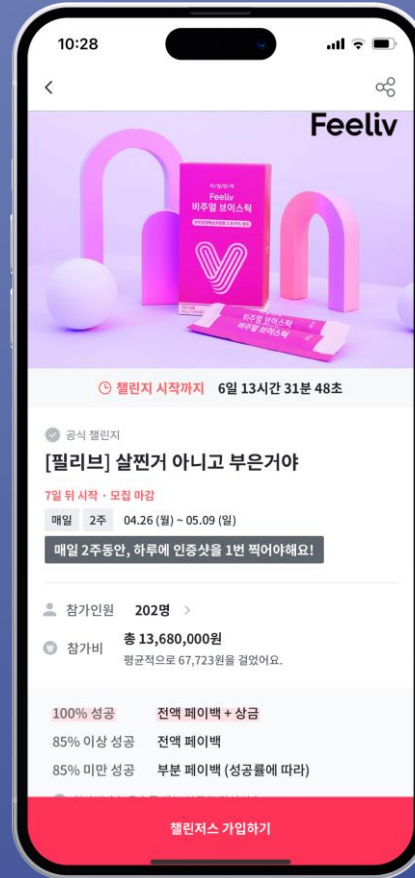 10:28
Feeliv
Feeliv
비주얼 브이스틱
비주얼 브이스틱
비주얼 브이스틱
챌린지 시작까지 6일 13시간 31분 48초
공식 챌린지
[필리브] 살찐거 아니고 부은거야
7일 뒤 시작 · 모집 마감
매일 2주 04.26 (월) ~ 05.09 (일)
매일 2주동안, 하루에 인증샷을 1번 찍어야해요!
참가인원 202명
참가비 총 13,680,000원
평균적으로 67,723원을 걸었어요.
100% 성공 전액 페이백 + 상금
85% 이상 성공 전액 페이백
85% 미만 성공 부분 페이백 (성공률에 따라)
챌린저스 가입하기